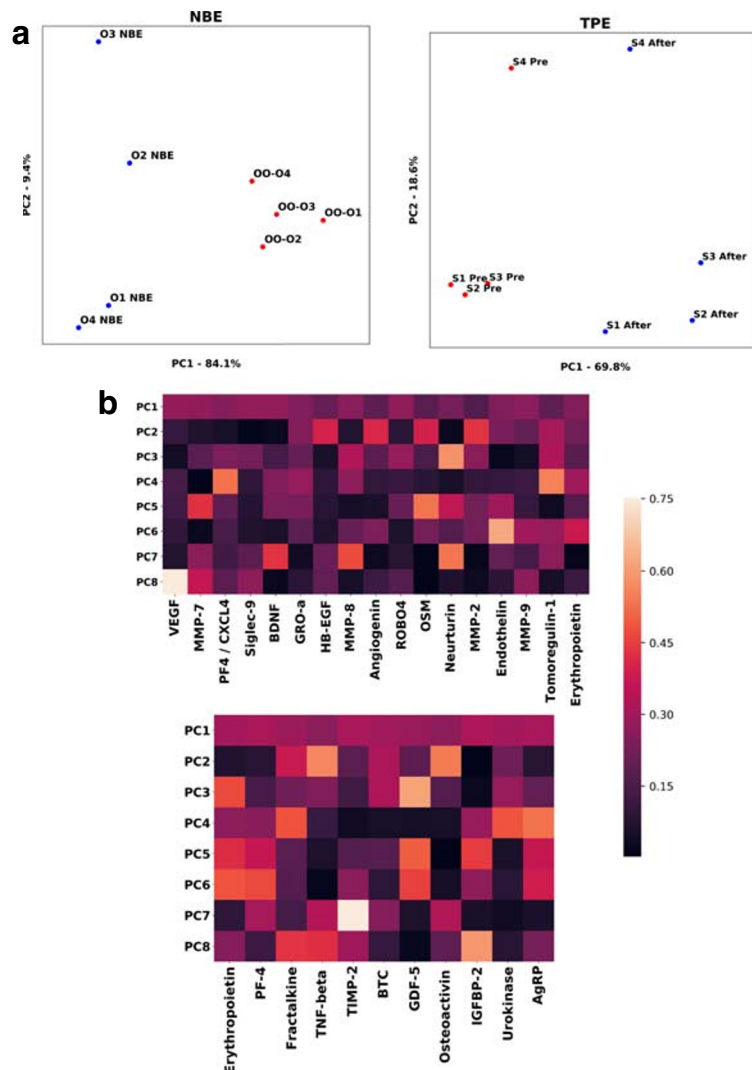 a
NBE
TPE
O3 NBE
O2 NBE
OO-O4
OO-O3
OO-O1
OO-O2
O1 NBE
O4 NBE
PC2 - 9.4%
PC1 - 84.1%
S4 After
S4 Pre
S3 After
S1 Pre
S3 Pre
S2 Pre
S2 After
S1 After
PC2 - 18.6%
PC1 - 69.8%
b
PC1
PC2
PC3
PC4
PC5
PC6
PC7
PC8
VEGF
MMP-7
PF4 / CXCL4
Siglec-9
BDNF
GRO-a
HB-EGF
MMP-8
Angiogenin
ROBO4
OSM
Neurturin
MMP-2
Endothelin
MMP-9
Tomoregulin-1
Erythropoietin
0.75
0.60
0.45
0.30
0.15
PC1
PC2
PC3
PC4
PC5
PC6
PC7
PC8
Erythropoietin
PF-4
Fractalkine
TNF-beta
TIMP-2
BTC
GDF-5
Osteoactivin
IGFBP-2
Urokinase
AgRP